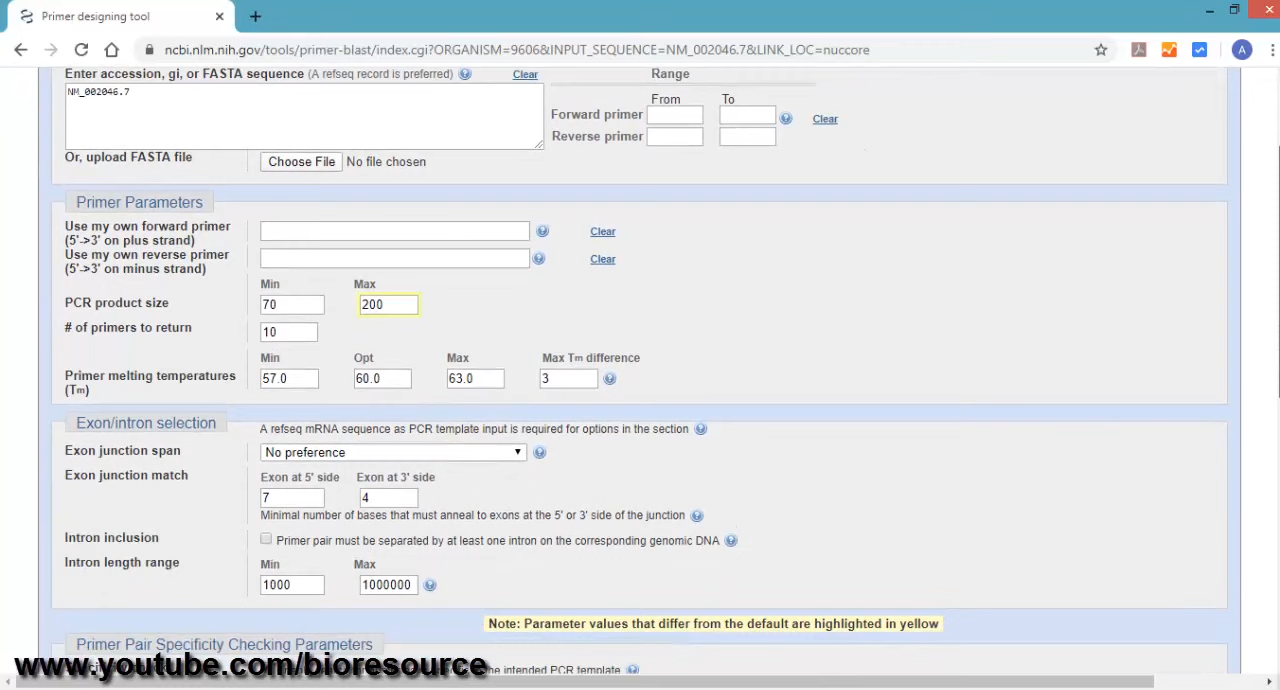 Primer designing tool
ncbi.nlm.nih.gov/tools/primer-blast/index.cgi?ORGANISM=9606&INPUT_SEQUENCE=NM_002046.7&LINK_LOC=nuccore
A
Enter accession, gi, or FASTA sequence (A refseq record is preferred) Clear Range
NM_002046.7
From To
Forward primer Clear
Reverse primer
Or, upload FASTA file Choose File No file chosen
Primer Parameters
Use my own forward primer
(5'->3' on plus strand) Clear
Use my own reverse primer
(5'->3' on minus strand) Clear
Min Max
PCR product size 70 200
# of primers to return 10
Min Opt Max Max Tm difference
Primer melting temperatures
(Tm) 57.0 60.0 63.0 3
Exon/intron selection
A refseq mRNA sequence as PCR template input is required for options in the section
Exon junction span No preference
Exon junction match Exon at 5' side Exon at 3' side
7 4
Minimal number of bases that must anneal to exons at the 5' or 3' side of the junction
Intron inclusion Primer pair must be separated by at least one intron on the corresponding genomic DNA
Intron length range Min Max
1000 1000000
Note: Parameter values that differ from the default are highlighted in yellow
Primer Pair Specificity Checking Parameters
www.youtube.com/bioresource
the intended PCR template